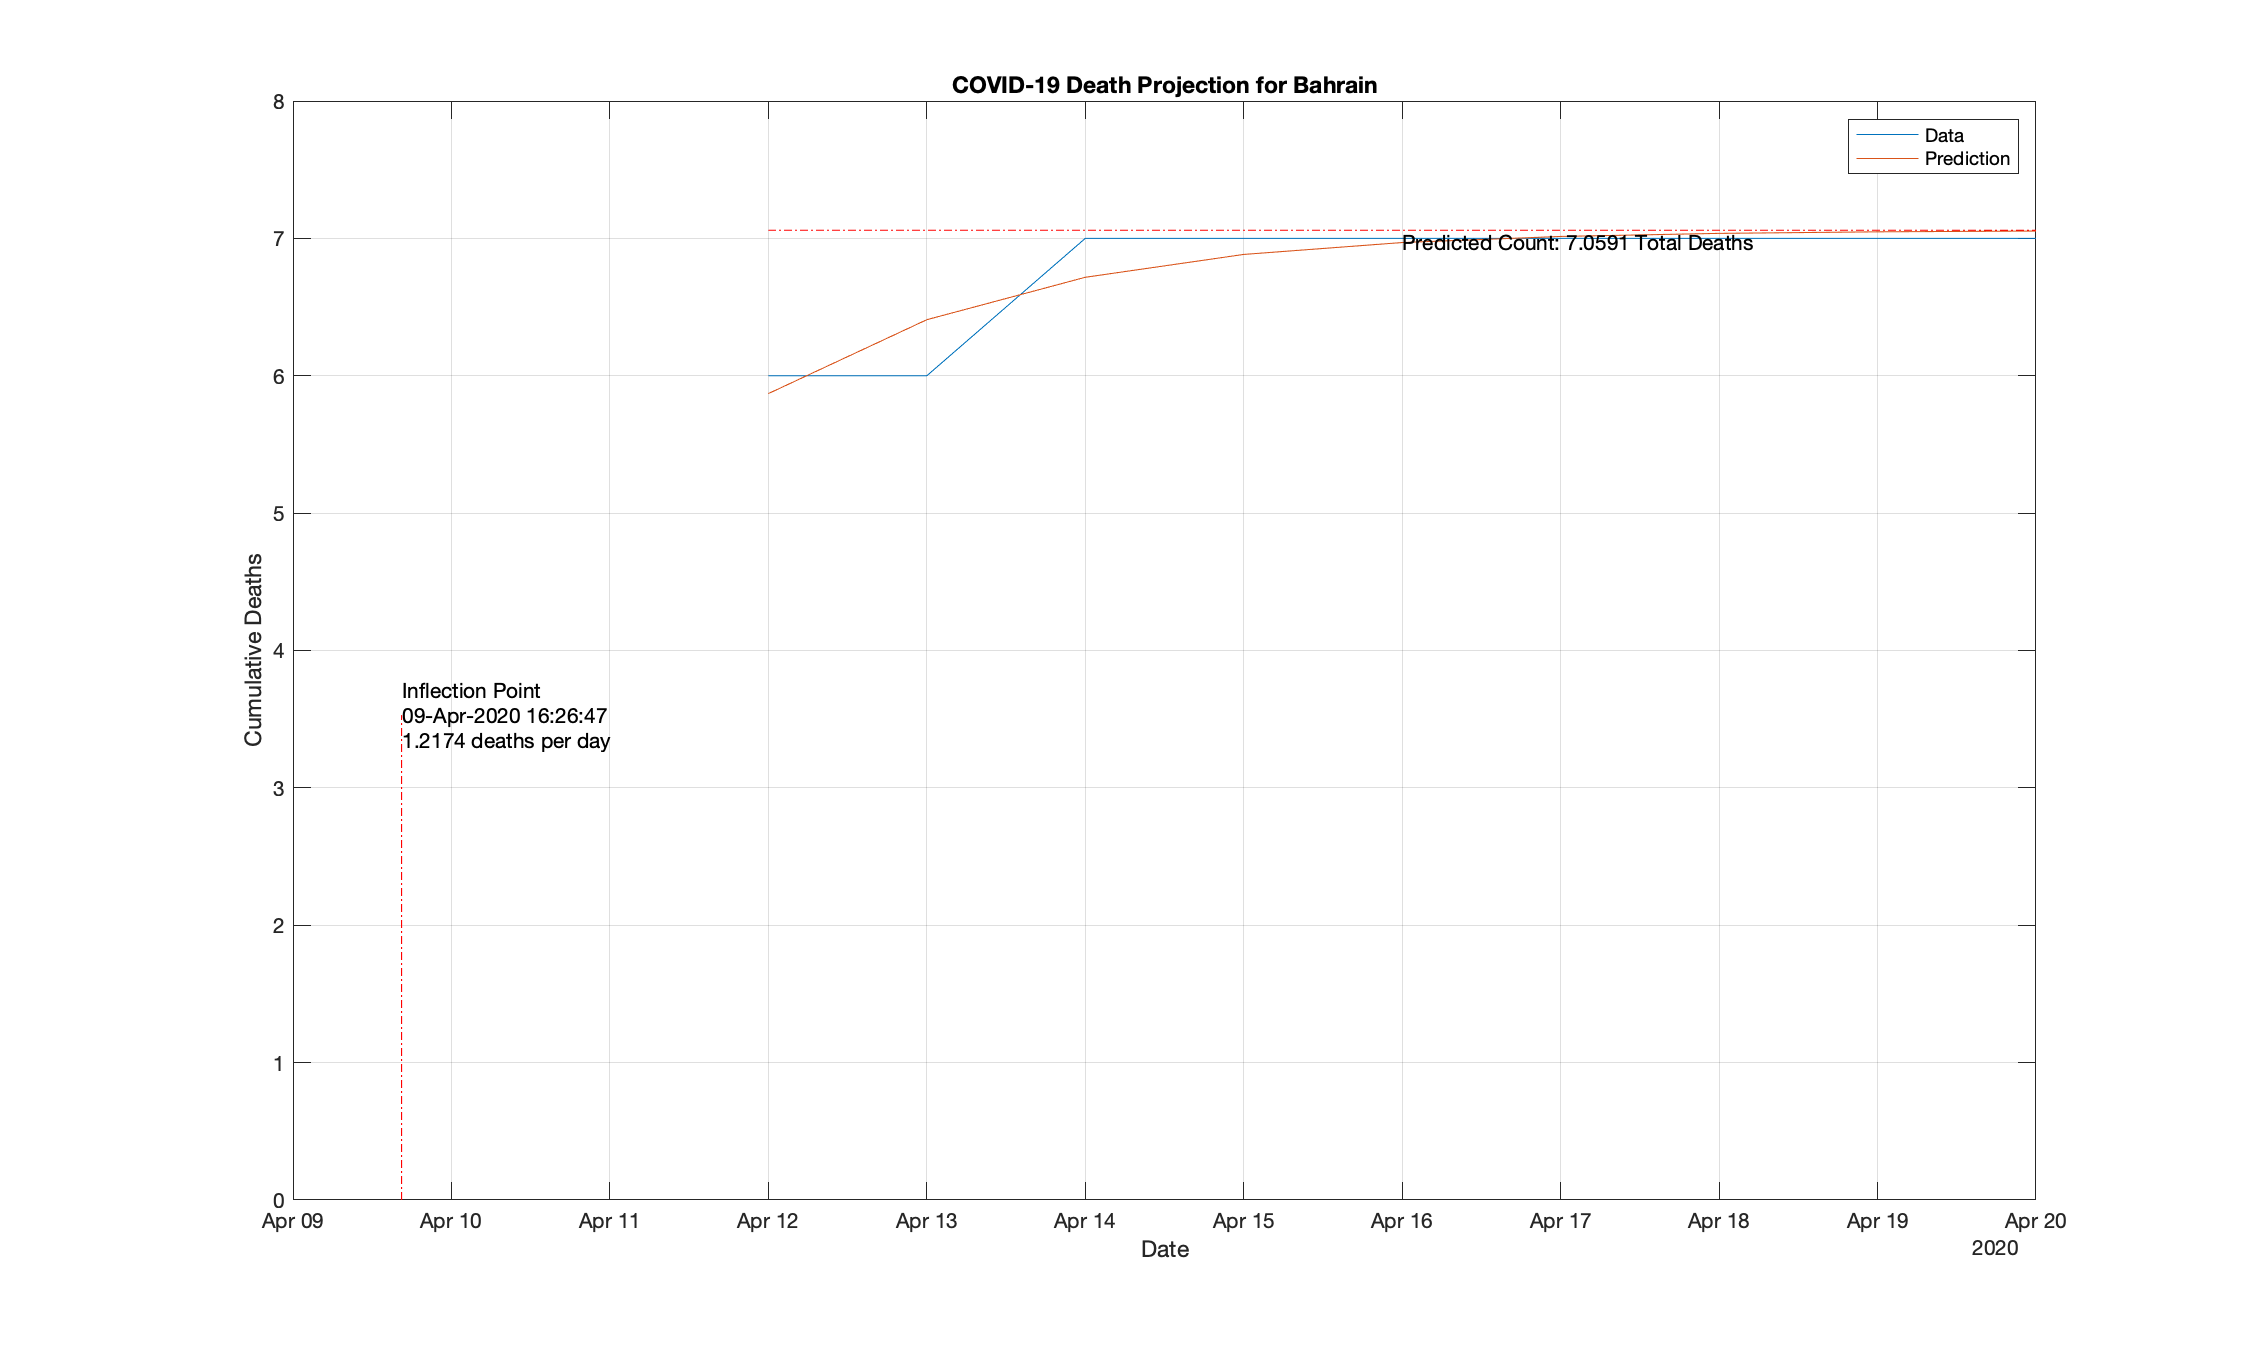 COVID-19 Death Projection for Bahrain
Data
Prediction
8
7
6
5
4
3
2
1
0
Cumulative Deaths
Predicted Count: 7.0591 Total Deaths
Inflection Point
09-Apr-2020 16:26:47
1.2174 deaths per day
Apr 09 Apr 10 Apr 11 Apr 12 Apr 13 Apr 14 Apr 15 Apr 16 Apr 17 Apr 18 Apr 19 Apr 20
Date
2020